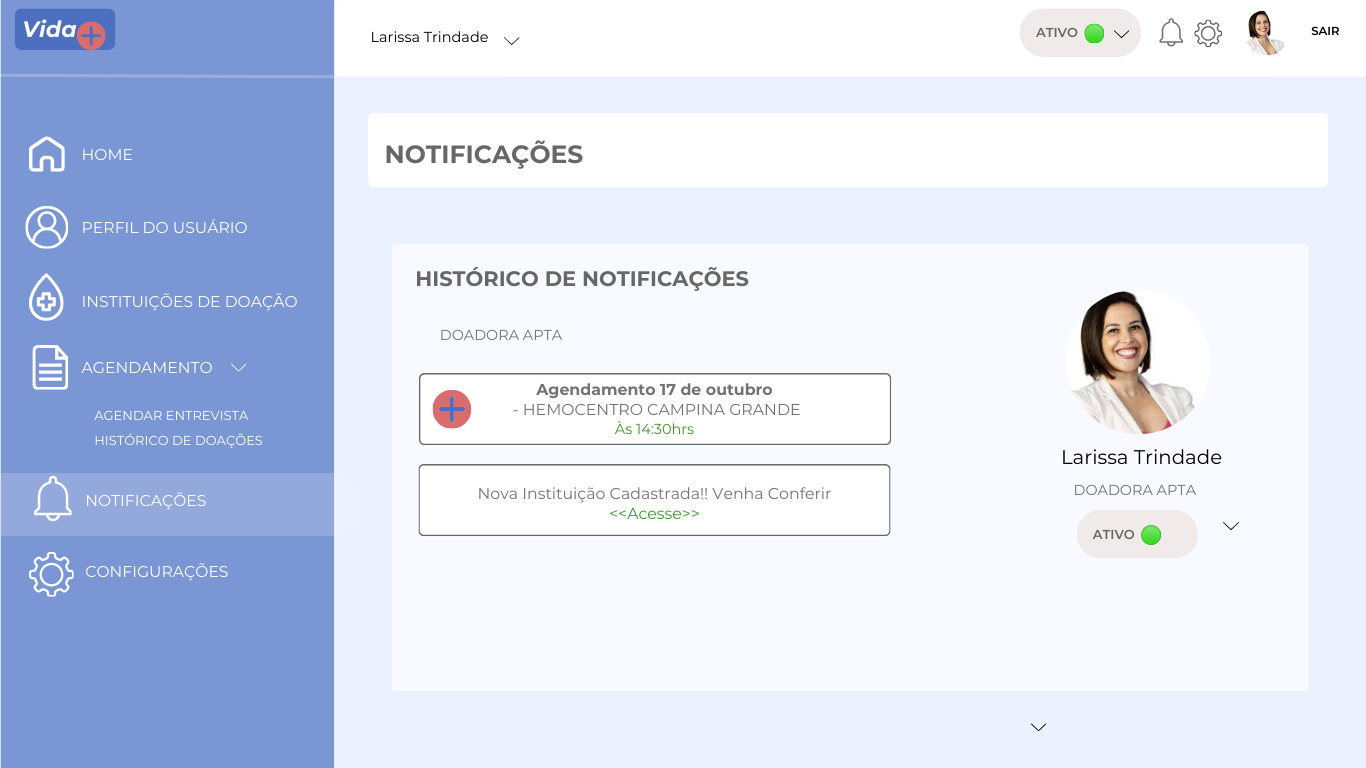 Vida+
Larissa Trindade
ATIVO
SAIR
HOME
PERFIL DO USUÁRIO
INSTITUIÇÕES DE DOAÇÃO
AGENDAMENTO
AGENDAR ENTREVISTA
HISTÓRICO DE DOAÇÕES
NOTIFICAÇÕES
CONFIGURAÇÕES
NOTIFICAÇÕES
HISTÓRICO DE NOTIFICAÇÕES
DOADORA APTA
Agendamento 17 de outubro
- HEMOCENTRO CAMPINA GRANDE
Às 14:30hrs
Nova Instituição Cadastrada!! Venha Conferir
<<Acesse>>
Larissa Trindade
DOADORA APTA
ATIVO